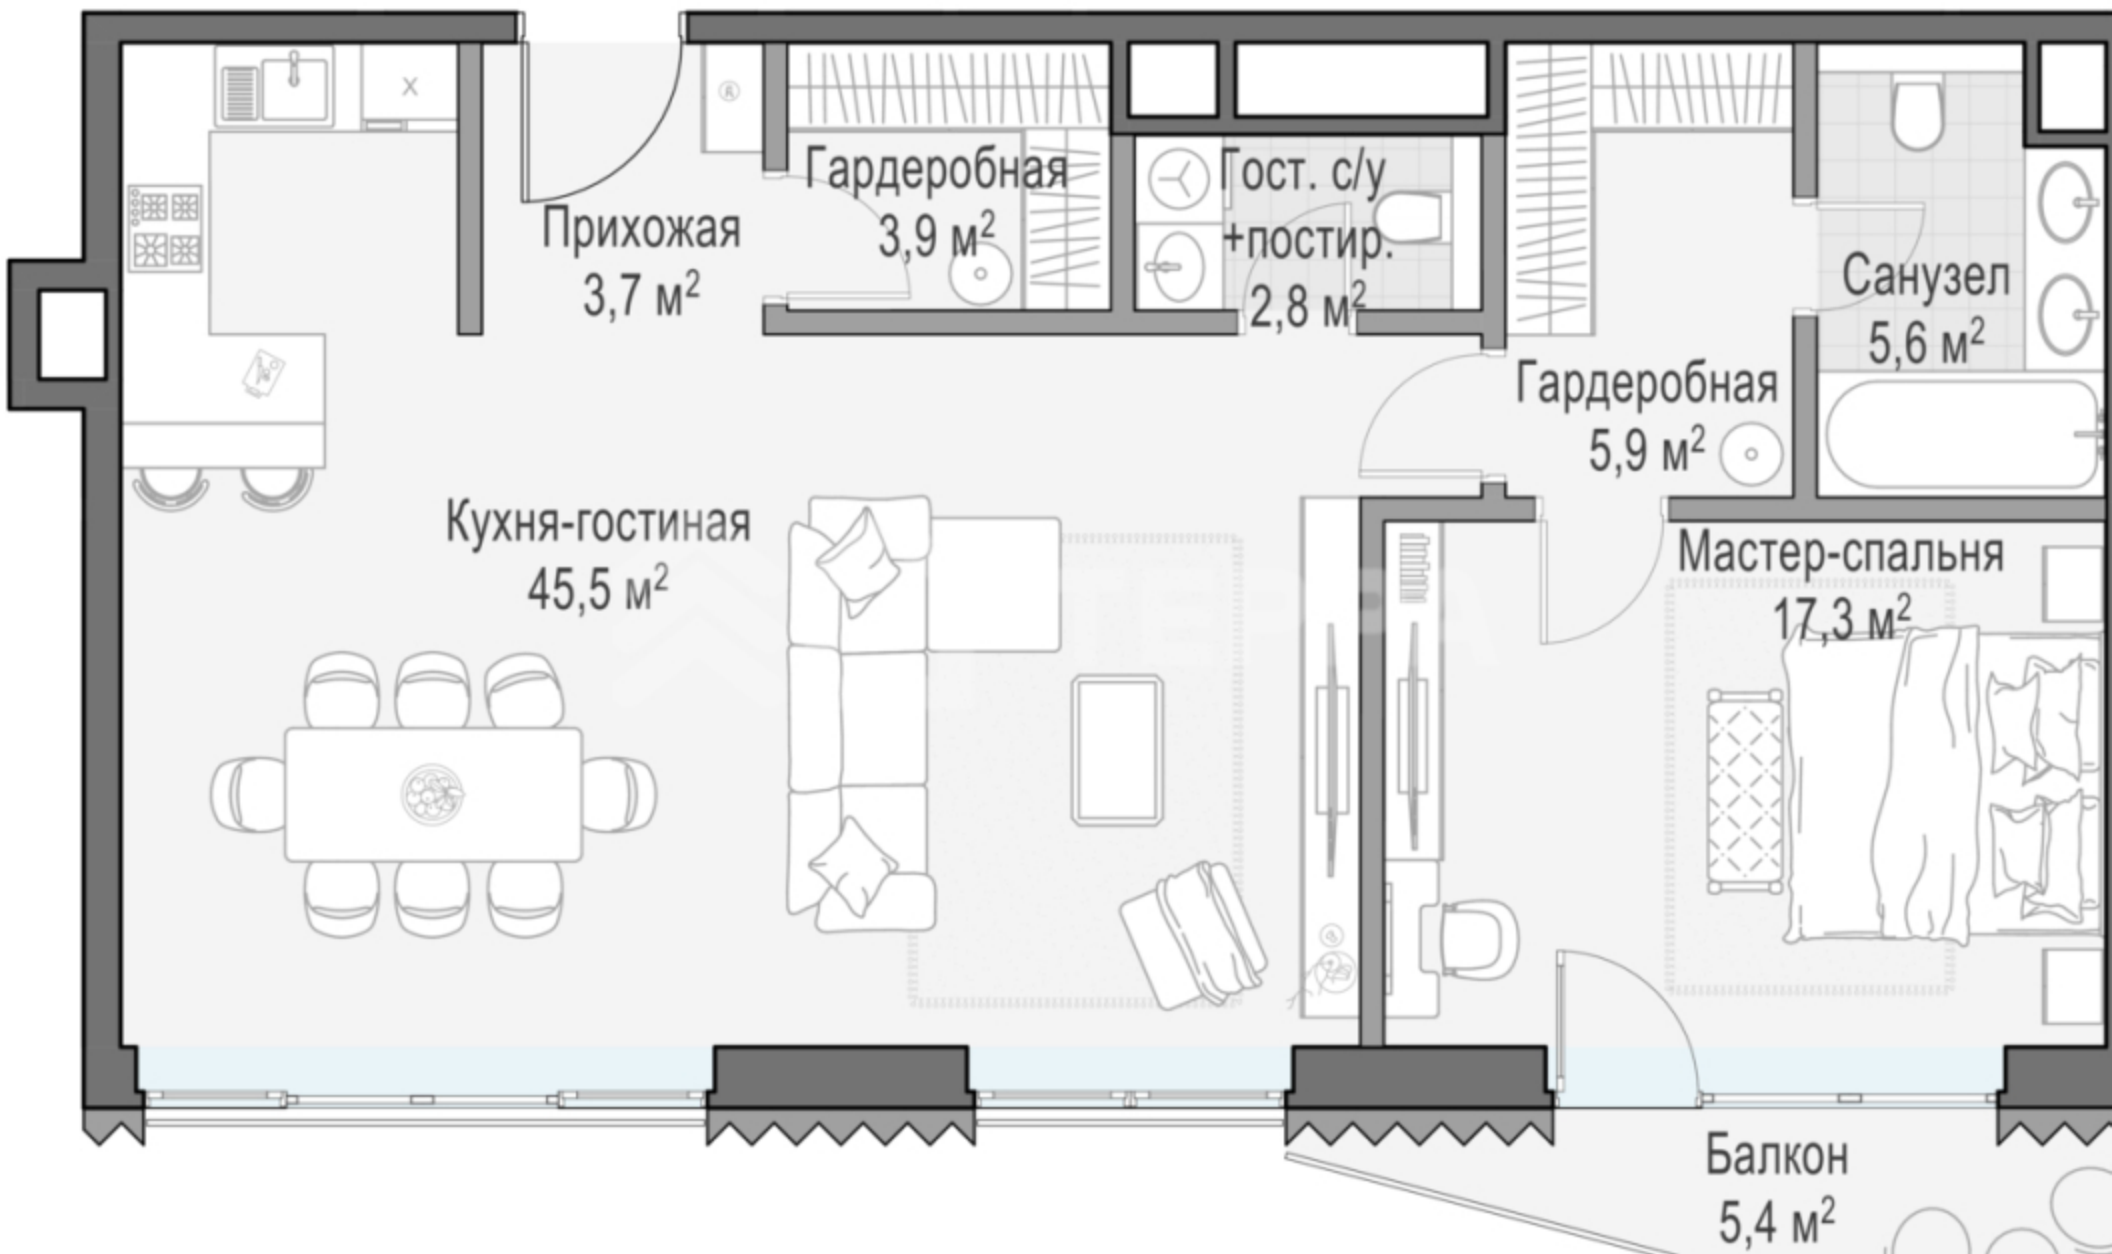 Прихожая
3,7 м²
Гардеробная
3,9 м²
Гост. с/у
+постир.
2,8 м²
Гардеробная
5,9 м²
Санузел
5,6 м²
Кухня-гостиная
45,5 м²
Мастер-спальня
17,3 м²
Балкон
5,4 м²